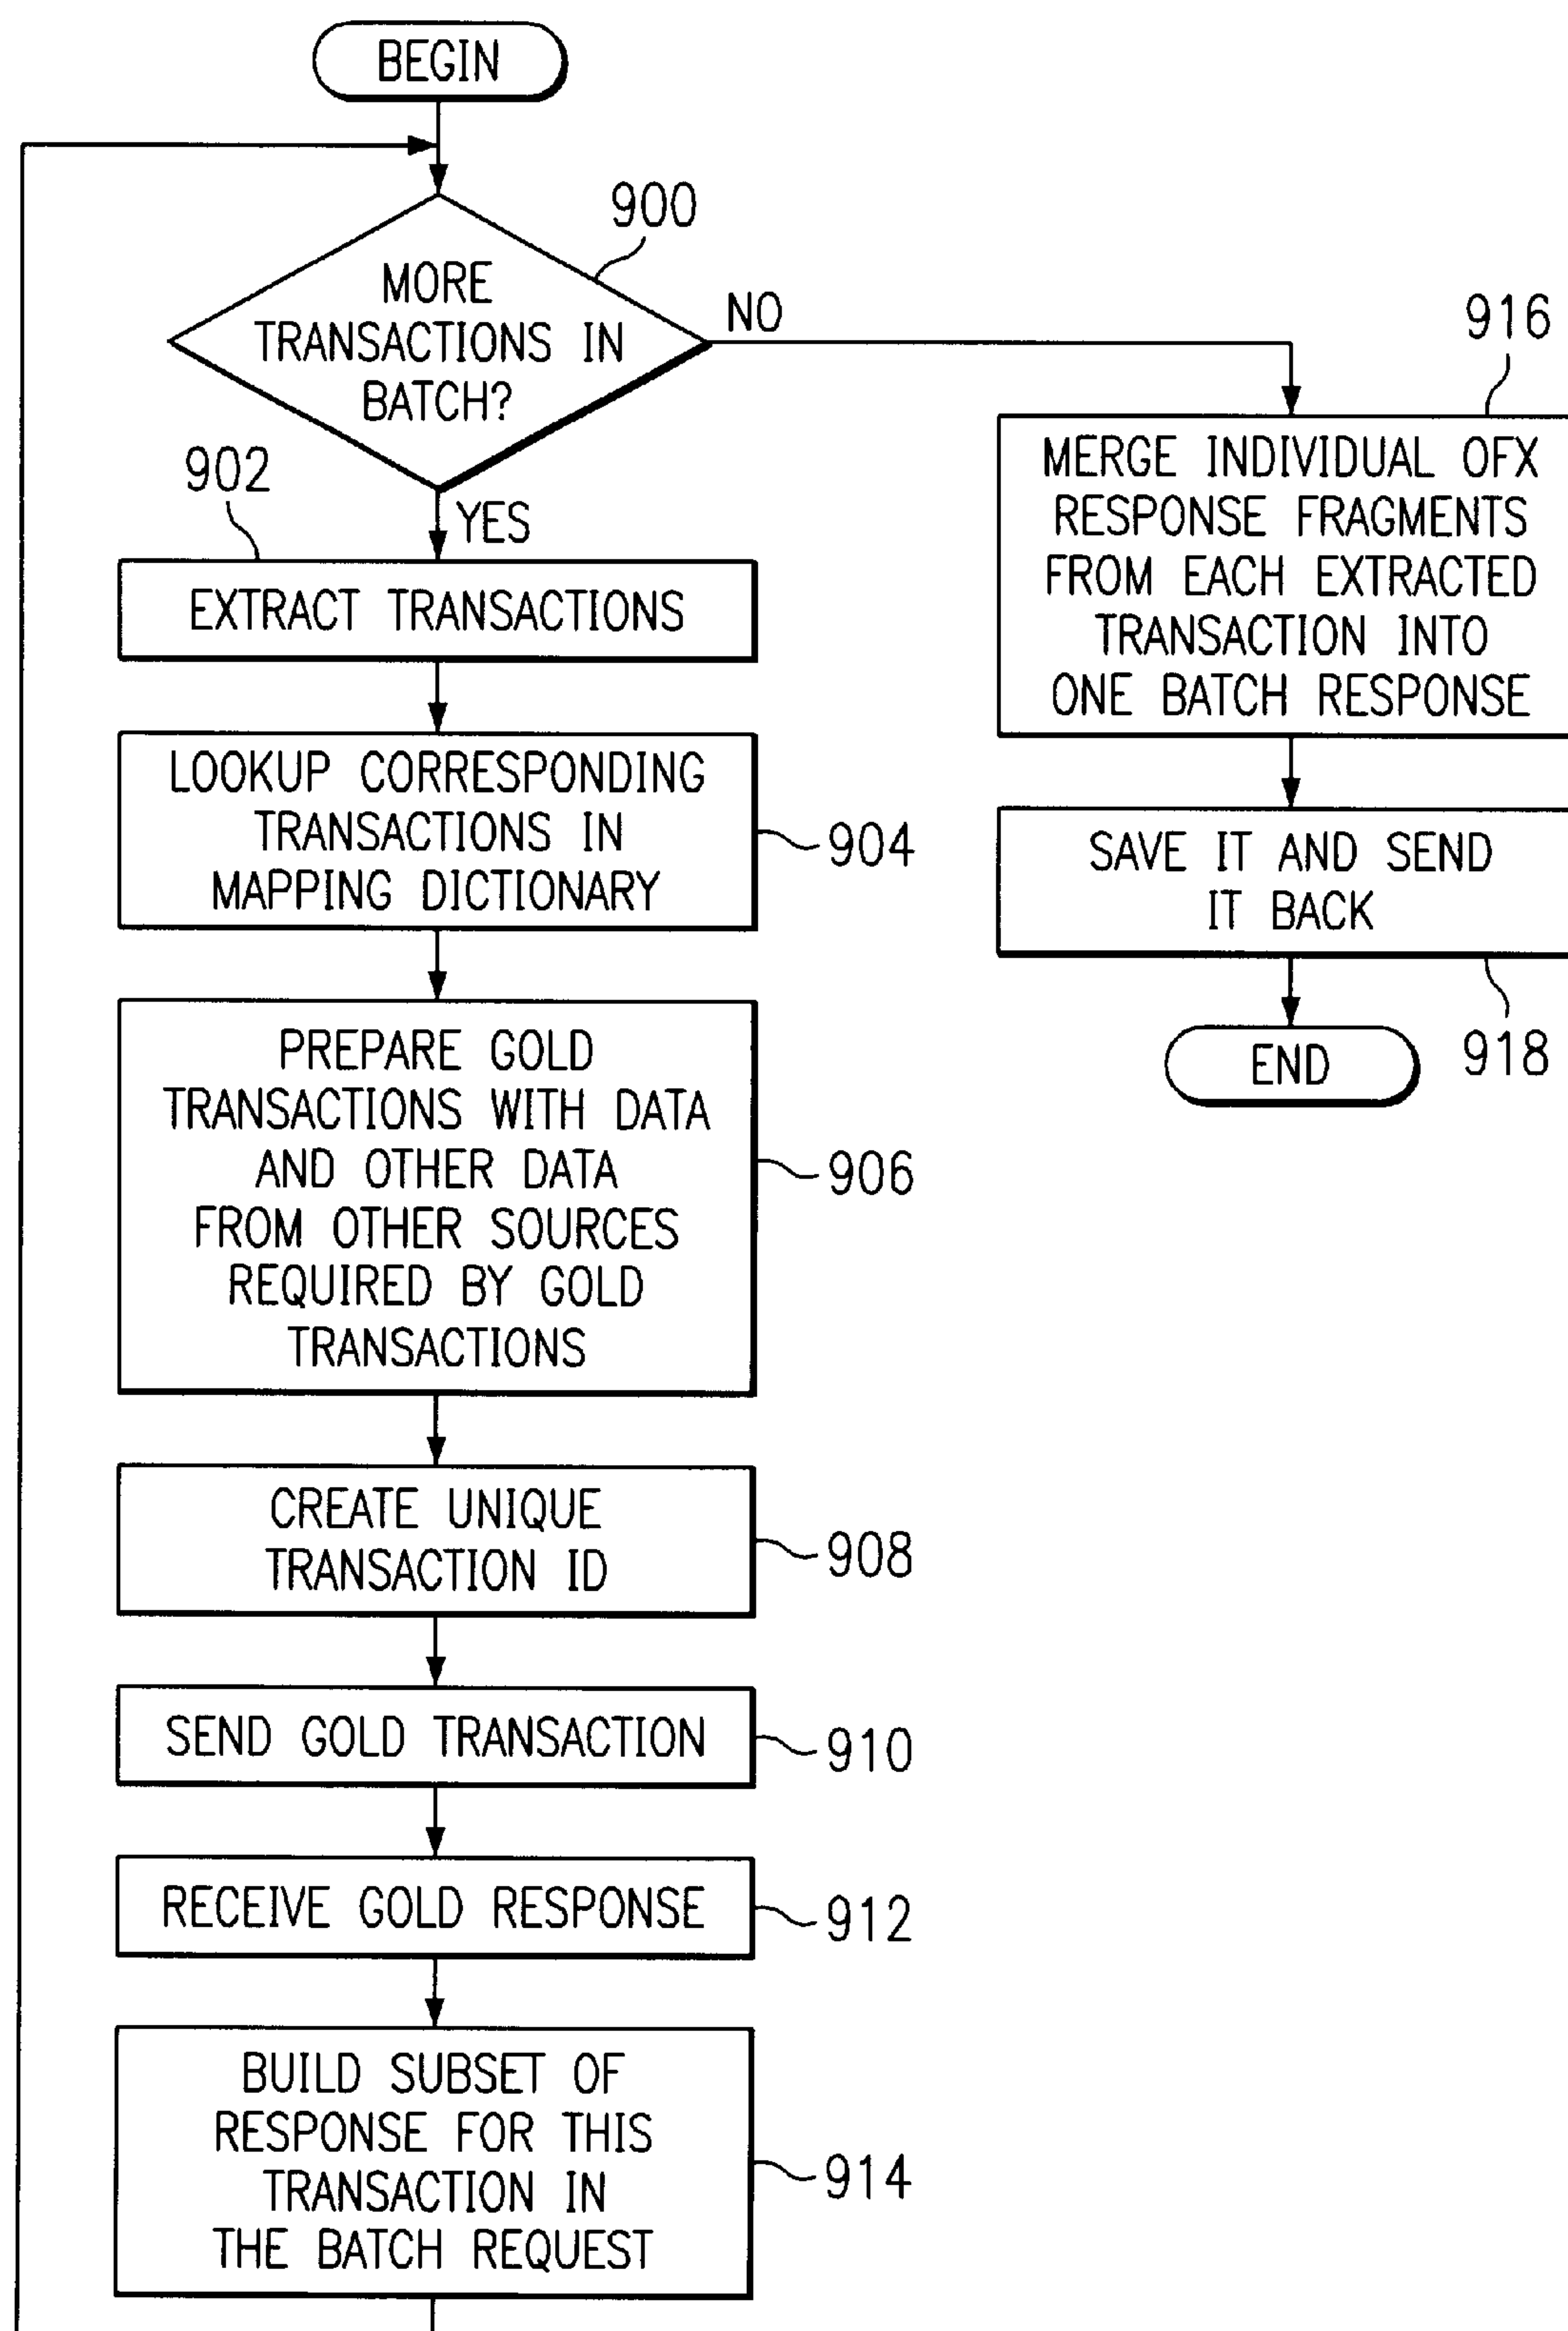 BEGIN
900
MORE
TRANSACTIONS IN
BATCH?
NO
YES
902
EXTRACT TRANSACTIONS
LOOKUP CORRESPONDING
TRANSACTIONS IN
MAPPING DICTIONARY
904
PREPARE GOLD
TRANSACTIONS WITH DATA
AND OTHER DATA
FROM OTHER SOURCES
REQUIRED BY GOLD
TRANSACTIONS
906
CREATE UNIQUE
TRANSACTION ID
908
SEND GOLD TRANSACTION
910
RECEIVE GOLD RESPONSE
912
BUILD SUBSET OF
RESPONSE FOR THIS
TRANSACTION IN
THE BATCH REQUEST
914
916
MERGE INDIVIDUAL OFX
RESPONSE FRAGMENTS
FROM EACH EXTRACTED
TRANSACTION INTO
ONE BATCH RESPONSE
SAVE IT AND SEND
IT BACK
918
END